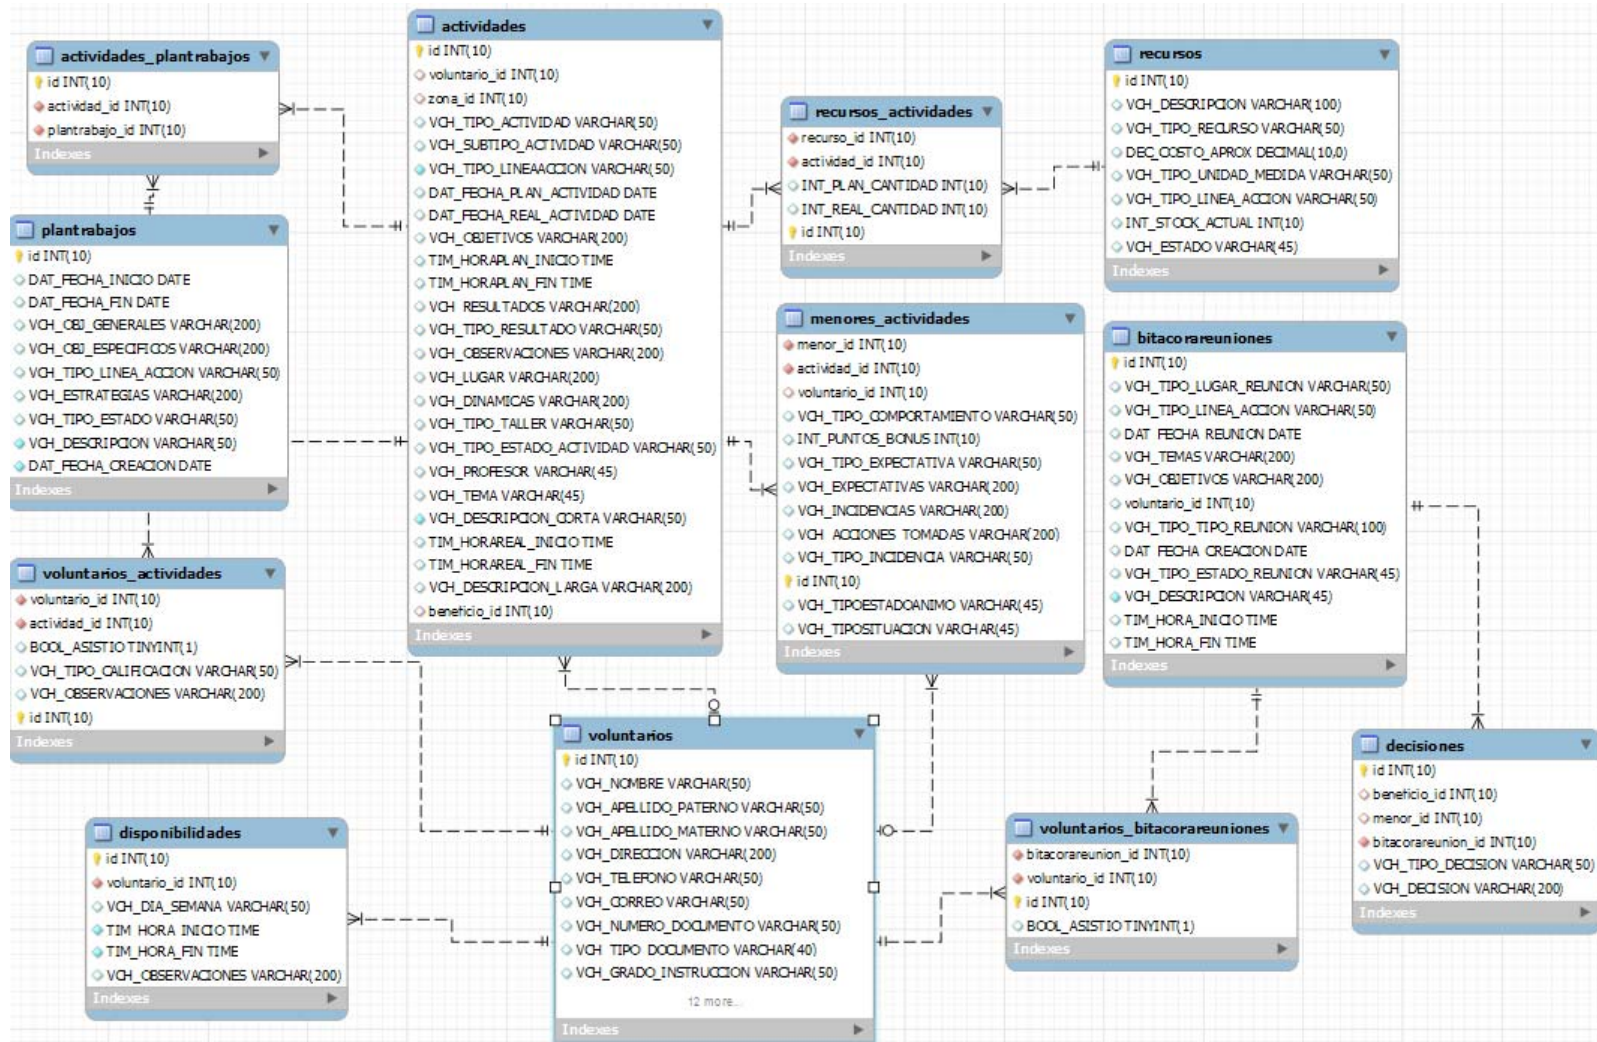 actividades_plantrabajos
id INT(10)
actividad_id INT(10)
plantrabajo_id INT(10)
Indexes
plantrabajos
id INT(10)
DAT_FECHA_INICIO DATE
DAT_FECHA_FIN DATE
VCH_OBJ_GENERALES VARCHAR(200)
VCH_OBJ_ESPECIFICOS VARCHAR(200)
VCH_TIPO_LINEA_ACCION VARCHAR(50)
VCH_ESTRATEGIAS VARCHAR(200)
VCH_TIPO_ESTADO VARCHAR(50)
VCH_DESCRIPCION VARCHAR(50)
DAT_FECHA_CREACION DATE
Indexes
voluntarios_actividades
voluntario_id INT(10)
actividad_id INT(10)
BOOL_ASISTIO TINYINT(1)
VCH_TIPO_CALIFICACION VARCHAR(50)
VCH_OBSERVACIONES VARCHAR(200)
id INT(10)
Indexes
disponibilidades
id INT(10)
voluntario_id INT(10)
VCH_DIA_SEMANA VARCHAR(50)
TIM_HORA_INICIO TIME
TIM_HORA_FIN TIME
VCH_OBSERVACIONES VARCHAR(200)
Indexes
actividades
id INT(10)
voluntario_id INT(10)
zona_id INT(10)
VCH_TIPO_ACTIVIDAD VARCHAR(50)
VCH_SUBTIPO_ACTIVIDAD VARCHAR(50)
VCH_TIPO_LINEAACCION VARCHAR(50)
DAT_FECHA_PLAN_ACTIVIDAD DATE
DAT_FECHA_REAL_ACTIVIDAD DATE
VCH_OBJETIVOS VARCHAR(200)
TIM_HORAPLAN_INICIO TIME
TIM_HORAPLAN_FIN TIME
VCH_RESULTADOS VARCHAR(200)
VCH_TIPO_RESULTADO VARCHAR(50)
VCH_OBSERVACIONES VARCHAR(200)
VCH_LUGAR VARCHAR(200)
VCH_DINAMICAS VARCHAR(200)
VCH_TIPO_TALLER VARCHAR(50)
VCH_TIPO_ESTADO_ACTIVIDAD VARCHAR(50)
VCH_PROFESOR VARCHAR(45)
VCH_TEMA VARCHAR(45)
VCH_DESCRIPCION_CORTA VARCHAR(50)
TIM_HORAREAL_INICIO TIME
TIM_HORAREAL_FIN TIME
VCH_DESCRIPCION_LARGA VARCHAR(200)
beneficio_id INT(10)
Indexes
voluntarios
id INT(10)
VCH_NOMBRE VARCHAR(50)
VCH_APELLIDO_PATERNO VARCHAR(50)
VCH_APELLIDO_MATERNO VARCHAR(50)
VCH_DIRECCION VARCHAR(200)
VCH_TELEFONO VARCHAR(50)
VCH_CORREO VARCHAR(50)
VCH_NUMERO_DOCUMENTO VARCHAR(50)
VCH_TIPO_DOCUMENTO VARCHAR(40)
VCH_GRADO_INSTRUCCION VARCHAR(50)
12 more...
Indexes
recursos_actividades
recurso_id INT(10)
actividad_id INT(10)
INT_PLAN_CANTIDAD INT(10)
INT_REAL_CANTIDAD INT(10)
id INT(10)
Indexes
menores_actividades
menor_id INT(10)
actividad_id INT(10)
voluntario_id INT(10)
VCH_TIPO_COMPORTAMIENTO VARCHAR(50)
INT_PUNTOS_BONUS INT(10)
VCH_TIPO_EXPECTATIVA VARCHAR(50)
VCH_EXPECTATIVAS VARCHAR(200)
VCH_INCIDENCIAS VARCHAR(200)
VCH_ACCIONES_TOMADAS VARCHAR(200)
VCH_TIPO_INCIDENCIA VARCHAR(50)
id INT(10)
VCH_TIPOESTADOANIMO VARCHAR(45)
VCH_TIPOSITUACION VARCHAR(45)
Indexes
recursos
id INT(10)
VCH_DESCRIPCION VARCHAR(100)
VCH_TIPO_RECURSO VARCHAR(50)
DEC_COSTO_APROX DECIMAL(10,0)
VCH_TIPO_UNIDAD_MEDIDA VARCHAR(50)
VCH_TIPO_LINEA_ACCION VARCHAR(50)
INT_STOCK_ACTUAL INT(10)
VCH_ESTADO VARCHAR(45)
Indexes
bitacorareuniones
id INT(10)
VCH_TIPO_LUGAR_REUNION VARCHAR(50)
VCH_TIPO_LINEA_ACCION VARCHAR(50)
DAT_FECHA_REUNION DATE
VCH_TEMAS VARCHAR(200)
VCH_OBJETIVOS VARCHAR(200)
voluntario_id INT(10)
VCH_TIPO_TIPO_REUNION VARCHAR(100)
DAT_FECHA_CREACION DATE
VCH_TIPO_ESTADO_REUNION VARCHAR(45)
VCH_DESCRIPCION VARCHAR(45)
TIM_HORA_INICIO TIME
TIM_HORA_FIN TIME
Indexes
voluntarios_bitacorareuniones
bitacorareunion_id INT(10)
voluntario_id INT(10)
id INT(10)
BOOL_ASISTIO TINYINT(1)
Indexes
decisiones
id INT(10)
beneficio_id INT(10)
menor_id INT(10)
bitacorareunion_id INT(10)
VCH_TIPO_DECISION VARCHAR(50)
VCH_DECISION VARCHAR(200)
Indexes